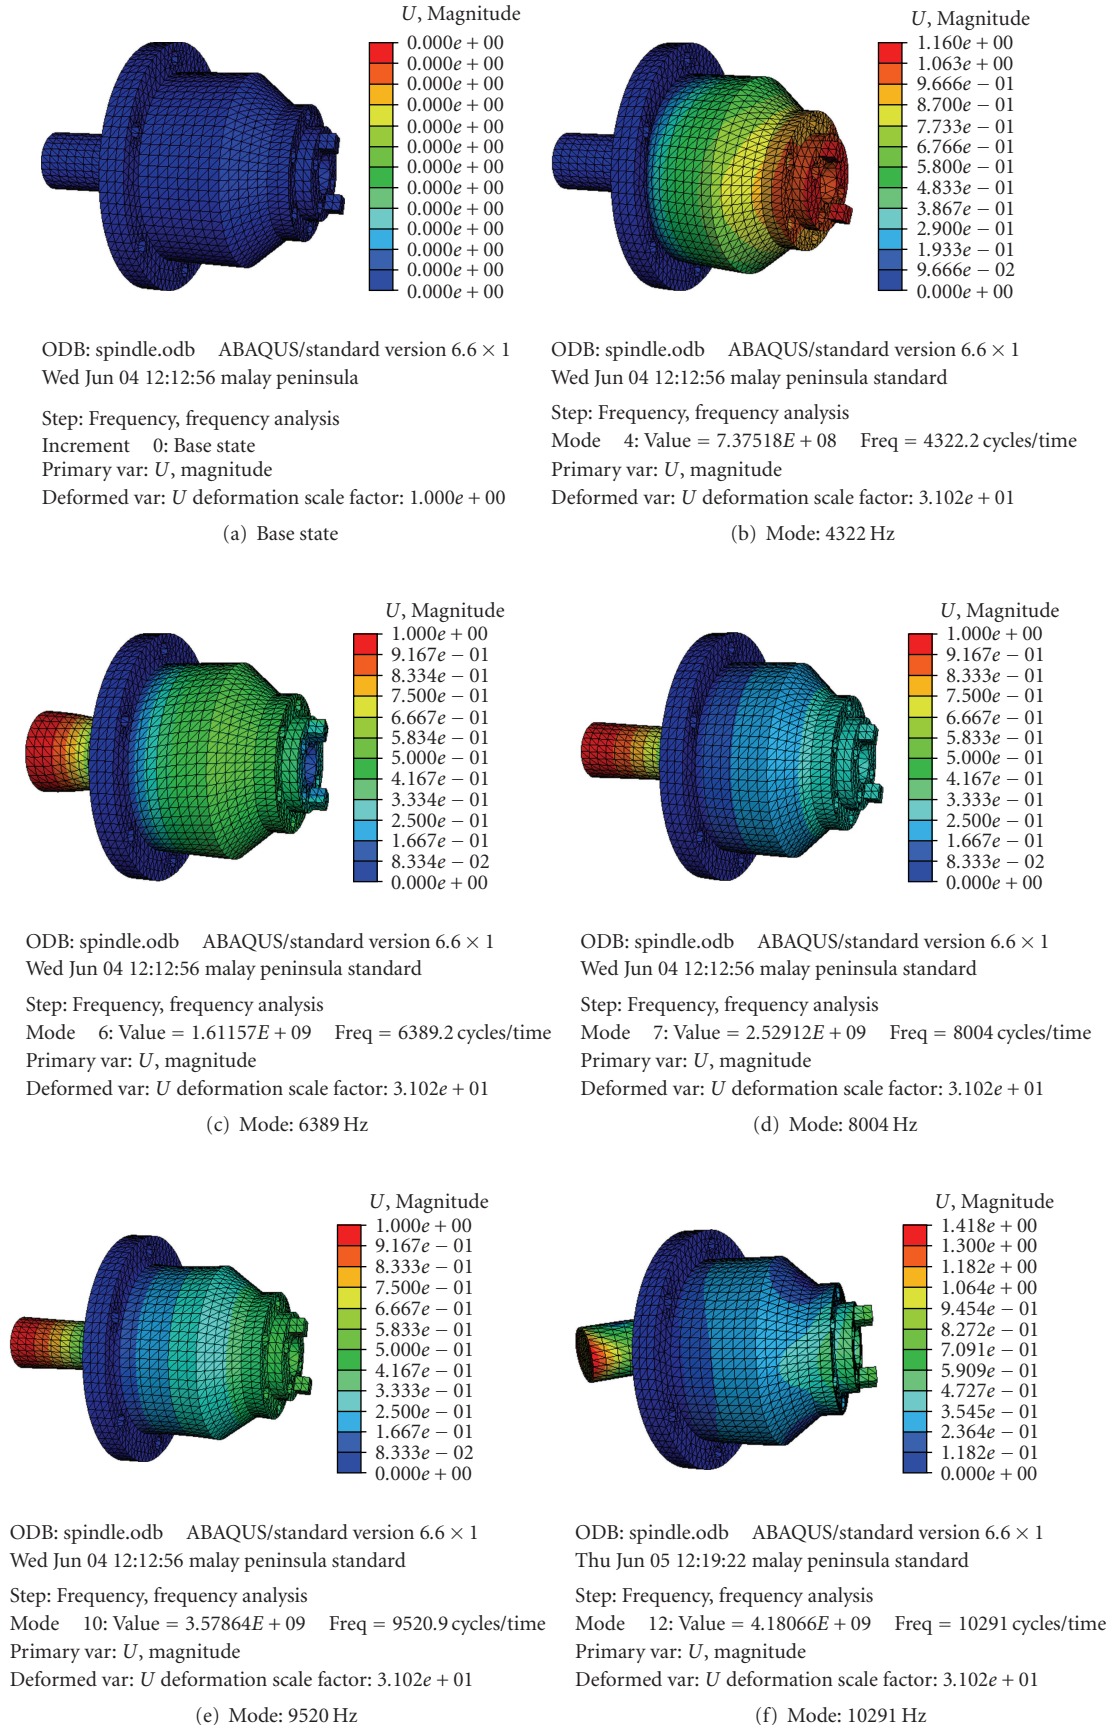 U, Magnitude
0.000e + 00
0.000e + 00
0.000e + 00
0.000e + 00
0.000e + 00
0.000e + 00
0.000e + 00
0.000e + 00
0.000e + 00
0.000e + 00
0.000e + 00
0.000e + 00
0.000e + 00
ODB: spindle.odb ABAQUS/standard version 6.6 × 1
Wed Jun 04 12:12:56 malay peninsula
Step: Frequency, frequency analysis
Increment 0: Base state
Primary var: U, magnitude
Deformed var: U deformation scale factor: 1.000e + 00
(a) Base state
U, Magnitude
1.160e + 00
1.063e + 00
9.666e − 01
8.700e − 01
7.733e − 01
6.766e − 01
5.800e − 01
4.833e − 01
3.867e − 01
2.900e − 01
1.933e − 01
9.666e − 02
0.000e + 00
ODB: spindle.odb ABAQUS/standard version 6.6 × 1
Wed Jun 04 12:12:56 malay peninsula standard
Step: Frequency, frequency analysis
Mode 4: Value = 7.37518E + 08 Freq = 4322.2 cycles/time
Primary var: U, magnitude
Deformed var: U deformation scale factor: 3.102e + 01
(b) Mode: 4322 Hz
U, Magnitude
1.000e + 00
9.167e − 01
8.334e − 01
7.500e − 01
6.667e − 01
5.834e − 01
5.000e − 01
4.167e − 01
3.334e − 01
2.500e − 01
1.667e − 01
8.334e − 02
0.000e + 00
ODB: spindle.odb ABAQUS/standard version 6.6 × 1
Wed Jun 04 12:12:56 malay peninsula standard
Step: Frequency, frequency analysis
Mode 6: Value = 1.61157E + 09 Freq = 6389.2 cycles/time
Primary var: U, magnitude
Deformed var: U deformation scale factor: 3.102e + 01
(c) Mode: 6389 Hz
U, Magnitude
1.000e + 00
9.167e − 01
8.333e − 01
7.500e − 01
6.667e − 01
5.833e − 01
5.000e − 01
4.167e − 01
3.333e − 01
2.500e − 01
1.667e − 01
8.333e − 02
0.000e + 00
ODB: spindle.odb ABAQUS/standard version 6.6 × 1
Wed Jun 04 12:12:56 malay peninsula standard
Step: Frequency, frequency analysis
Mode 7: Value = 2.52912E + 09 Freq = 8004 cycles/time
Primary var: U, magnitude
Deformed var: U deformation scale factor: 3.102e + 01
(d) Mode: 8004 Hz
U, Magnitude
1.000e + 00
9.167e − 01
8.333e − 01
7.500e − 01
6.667e − 01
5.833e − 01
5.000e − 01
4.167e − 01
3.333e − 01
2.500e − 01
1.667e − 01
8.333e − 02
0.000e + 00
ODB: spindle.odb ABAQUS/standard version 6.6 × 1
Wed Jun 04 12:12:56 malay peninsula standard
Step: Frequency, frequency analysis
Mode 10: Value = 3.57864E + 09 Freq = 9520.9 cycles/time
Primary var: U, magnitude
Deformed var: U deformation scale factor: 3.102e + 01
(e) Mode: 9520 Hz
U, Magnitude
1.418e + 00
1.300e + 00
1.182e + 00
1.064e + 00
9.454e − 01
8.272e − 01
7.091e − 01
5.909e − 01
4.727e − 01
3.545e − 01
2.364e − 01
1.182e − 01
0.000e + 00
ODB: spindle.odb ABAQUS/standard version 6.6 × 1
Thu Jun 05 12:19:22 malay peninsula standard
Step: Frequency, frequency analysis
Mode 12: Value = 4.18066E + 09 Freq = 10291 cycles/time
Primary var: U, magnitude
Deformed var: U deformation scale factor: 3.102e + 01
(f) Mode: 10291 Hz